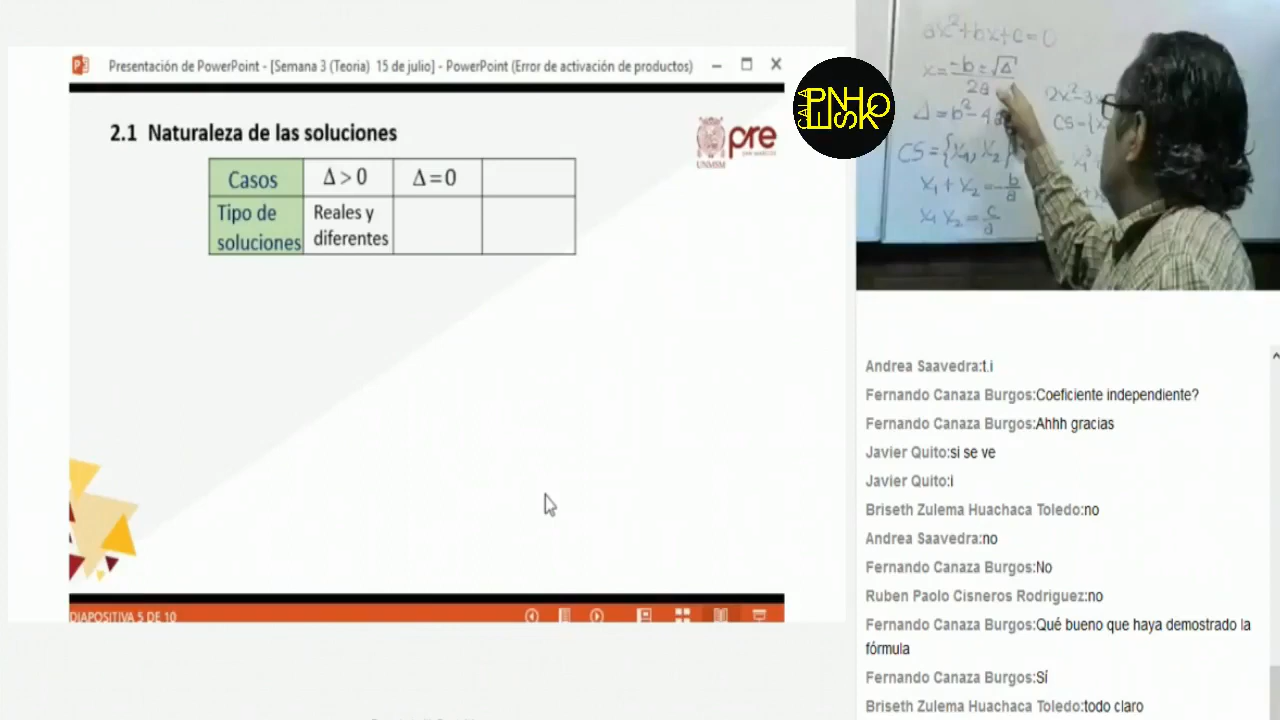 Presentación de PowerPoint - [Semana 3 (Teoria) 15 de julio] - PowerPoint (Error de activación de productos)
2.1 Naturaleza de las soluciones
UNMSM
pre
Casos
Δ > 0
Δ = 0
Tipo de soluciones
Reales y diferentes
DIAPOSITIVA 5 DE 10
ax²+bx+c=0
Δ = b²-4
CS={x₁, x₂}
x₁+x₂=-b/a
x₁ x₂=c/a
Andrea Saavedra:t.i
Fernando Canaza Burgos:Coeficiente independiente?
Fernando Canaza Burgos:Ahhh gracias
Javier Quito:si se ve
Javier Quito:i
Briseth Zulema Huachaca Toledo:no
Andrea Saavedra:no
Fernando Canaza Burgos:No
Ruben Paolo Cisneros Rodriguez:no
Fernando Canaza Burgos:Qué bueno que haya demostrado la
fórmula
Fernando Canaza Burgos:Sí
Briseth Zulema Huachaca Toledo:todo claro